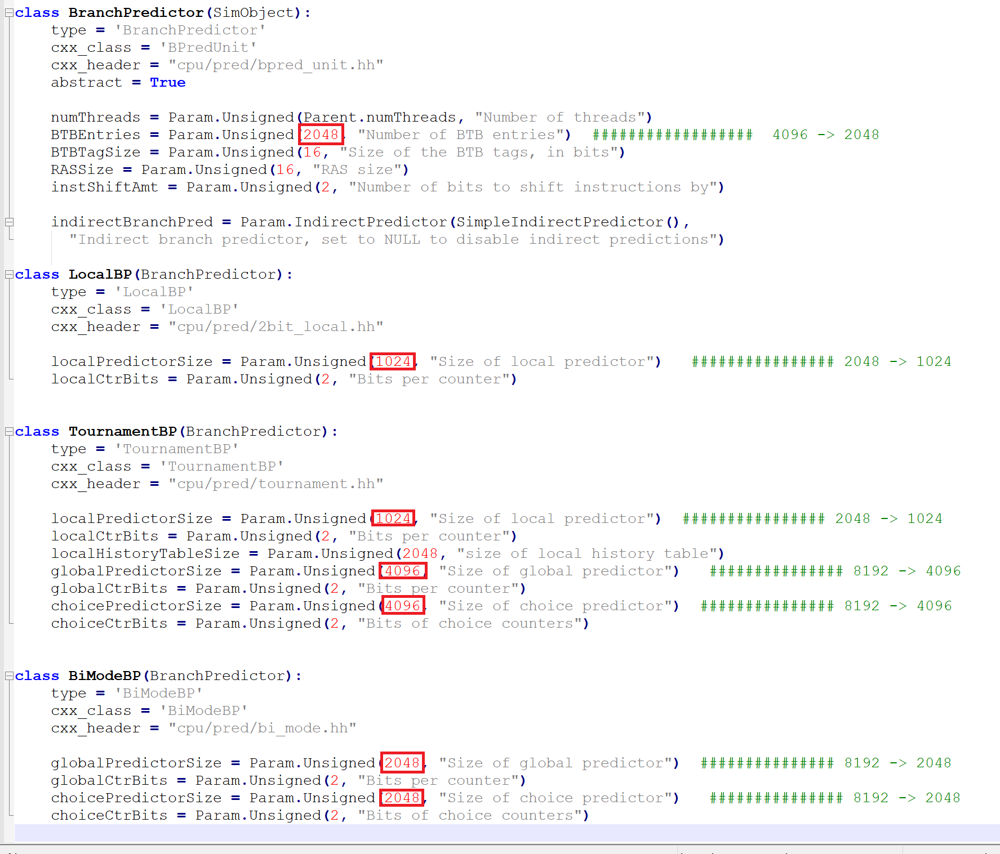 class BranchPredictor(SimObject):
    type = 'BranchPredictor'
    cxx_class = 'BPredUnit'
    cxx_header = "cpu/pred/bpred_unit.hh"
    abstract = True

    numThreads = Param.Unsigned(Parent.numThreads, "Number of threads")
    BTBEntries = Param.Unsigned(2048, "Number of BTB entries")  ##################  4096 -> 2048
    BTBTagSize = Param.Unsigned(16, "Size of the BTB tags, in bits")
    RASSize = Param.Unsigned(16, "RAS size")
    instShiftAmt = Param.Unsigned(2, "Number of bits to shift instructions by")

    indirectBranchPred = Param.IndirectPredictor(SimpleIndirectPredictor(),
      "Indirect branch predictor, set to NULL to disable indirect predictions")

class LocalBP(BranchPredictor):
    type = 'LocalBP'
    cxx_class = 'LocalBP'
    cxx_header = "cpu/pred/2bit_local.hh"

    localPredictorSize = Param.Unsigned(1024, "Size of local predictor")   ################ 2048 -> 1024
    localCtrBits = Param.Unsigned(2, "Bits per counter")


class TournamentBP(BranchPredictor):
    type = 'TournamentBP'
    cxx_class = 'TournamentBP'
    cxx_header = "cpu/pred/tournament.hh"

    localPredictorSize = Param.Unsigned(1024, "Size of local predictor")  ################ 2048 -> 1024
    localCtrBits = Param.Unsigned(2, "Bits per counter")
    localHistoryTableSize = Param.Unsigned(2048, "size of local history table")
    globalPredictorSize = Param.Unsigned(4096, "Size of global predictor")   ############### 8192 -> 4096
    globalCtrBits = Param.Unsigned(2, "Bits per counter")
    choicePredictorSize = Param.Unsigned(4096, "Size of choice predictor")  ############### 8192 -> 4096
    choiceCtrBits = Param.Unsigned(2, "Bits of choice counters")


class BiModeBP(BranchPredictor):
    type = 'BiModeBP'
    cxx_class = 'BiModeBP'
    cxx_header = "cpu/pred/bi_mode.hh"

    globalPredictorSize = Param.Unsigned(2048, "Size of global predictor")  ############### 8192 -> 2048
    globalCtrBits = Param.Unsigned(2, "Bits per counter")
    choicePredictorSize = Param.Unsigned(2048, "Size of choice predictor")   ############### 8192 -> 2048
    choiceCtrBits = Param.Unsigned(2, "Bits of choice counters")